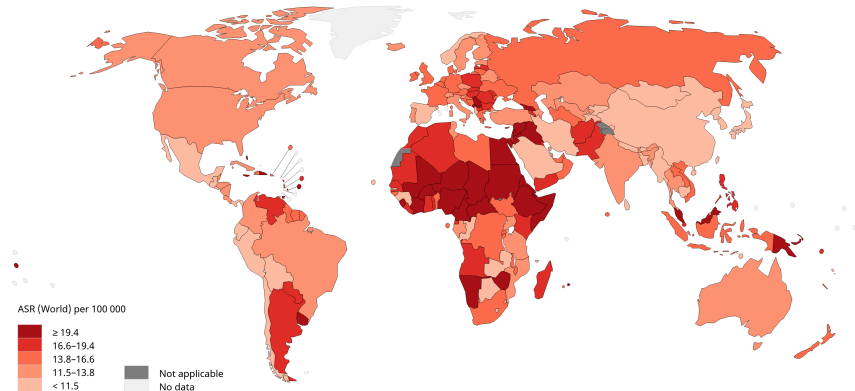 ASR (World) per 100 000
≥ 19.4
16.6–19.4
13.8–16.6
11.5–13.8
< 11.5
Not applicable
No data